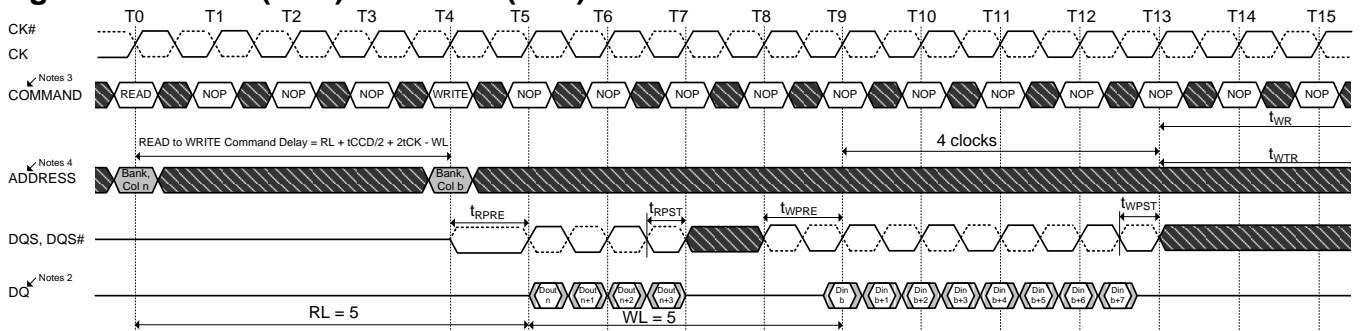 T0 T1 T2 T3 T4 T5 T6 T7 T8 T9 T10 T11 T12 T13 T14 T15
CK#
CK
Notes 3
COMMAND READ NOP NOP NOP WRITE NOP NOP NOP NOP NOP NOP NOP NOP NOP NOP NOP
tWR
READ to WRITE Command Delay = RL + tCCD/2 + 2tCK - WL
4 clocks
tWTR
Notes 4
ADDRESS
Bank, Col n
Bank, Col b
tRPRE tRPST tWPRE tWPST
DQS, DQS#
Notes 2
DQ
Dout n
Dout n+1
Dout n+2
Dout n+3
Din b
Din b+1
Din b+2
Din b+3
Din b+4
Din b+5
Din b+6
Din b+7
RL = 5 WL = 5